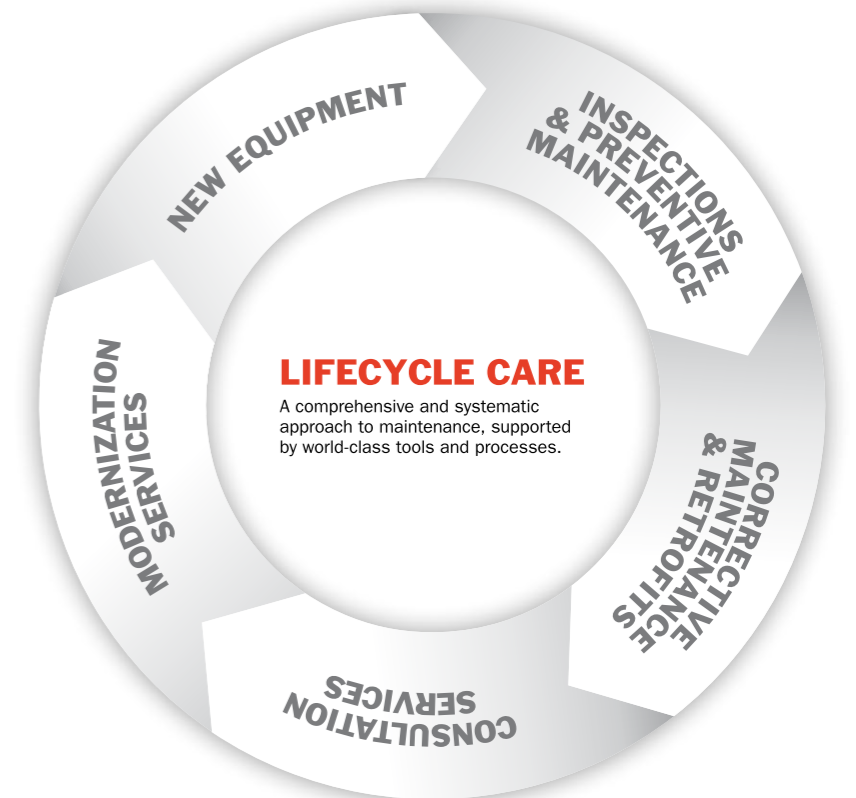 NEW EQUIPMENT
INSPECTIONS
& PREVENTIVE
MAINTENANCE
CORRECTIVE
MAINTENANCE
& RETROFITS
CONSULTATION
SERVICES
MODERNIZATION
SERVICES
LIFECYCLE CARE
A comprehensive and systematic
approach to maintenance, supported
by world-class tools and processes.